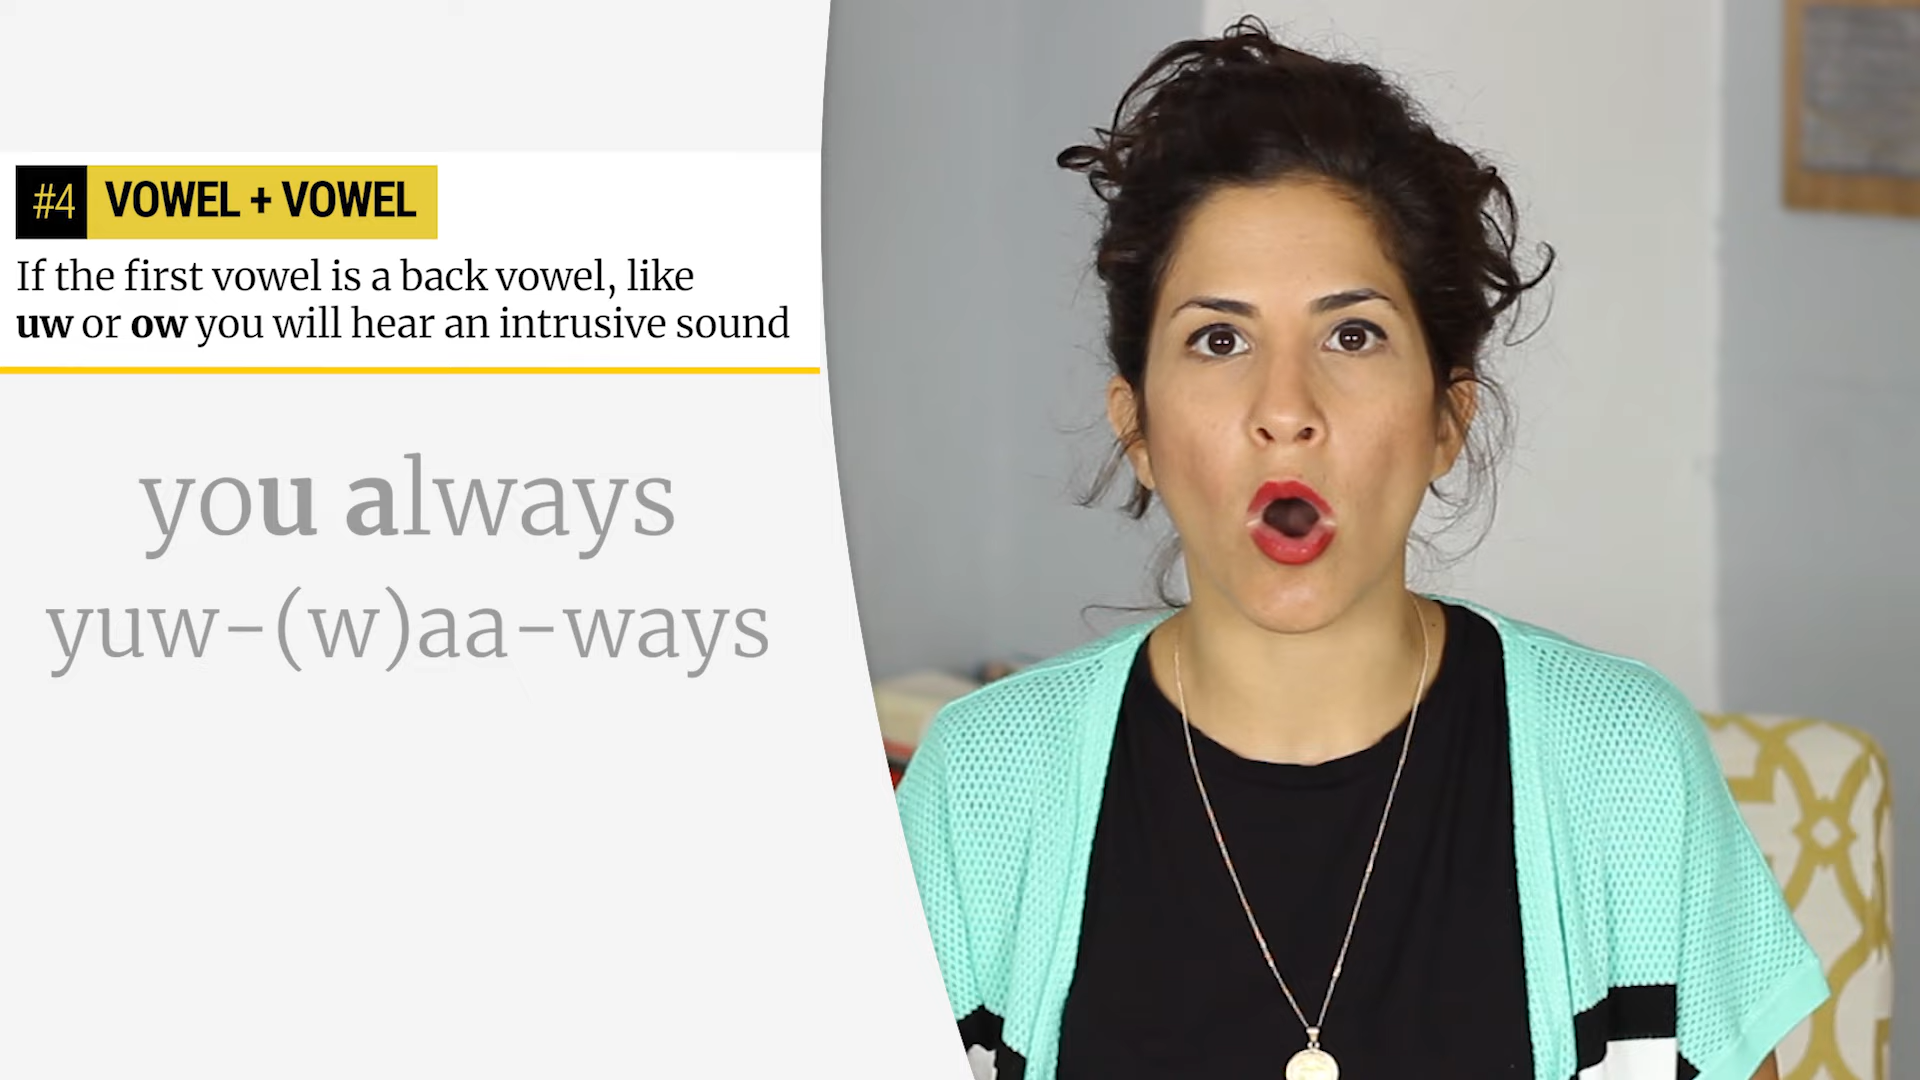 #4 VOWEL + VOWEL
If the first vowel is a back vowel, like
uw or ow you will hear an intrusive sound
you always
yuw-(w)aa-ways